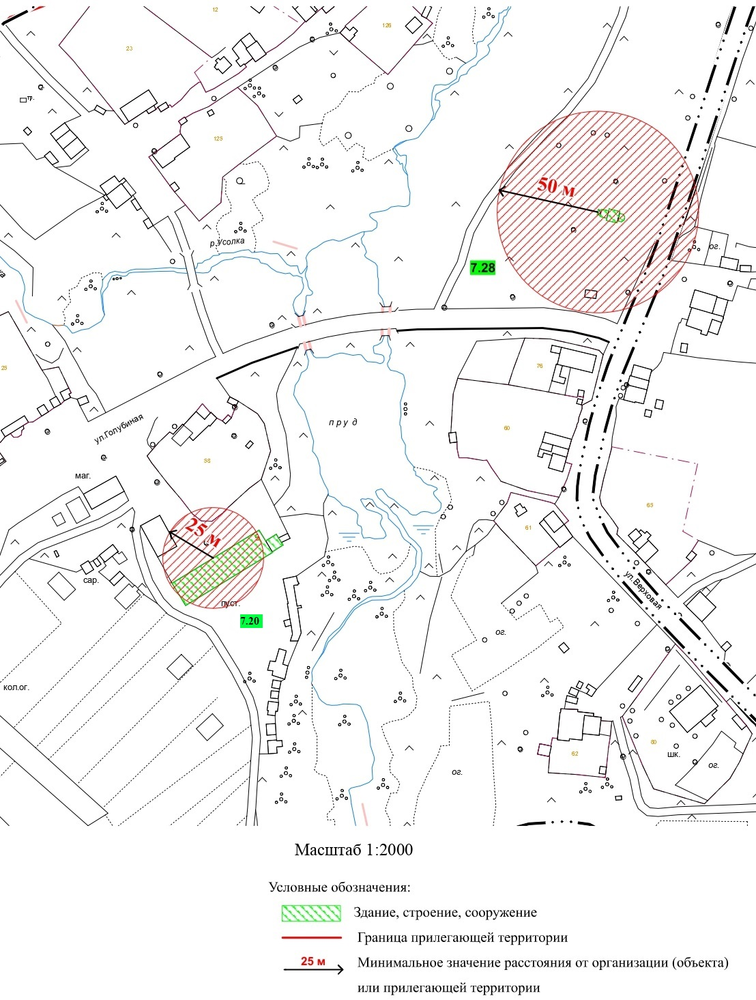 12
126
23
тр.
123
50 м
р.Усолка
ка
ог.
7.28
25
76
пруд
ул.Голубиная
60
58
маг.
65
25 м
61
сар.
ул.Верховая
пуст.
7.20
ог.
кол.ог.
80
62
шк.
ог.
ог.
Масштаб 1:2000
Условные обозначения:
Здание, строение, сооружение
Граница прилегающей территории
25 м
Минимальное значение расстояния от организации (объекта)
или прилегающей территории